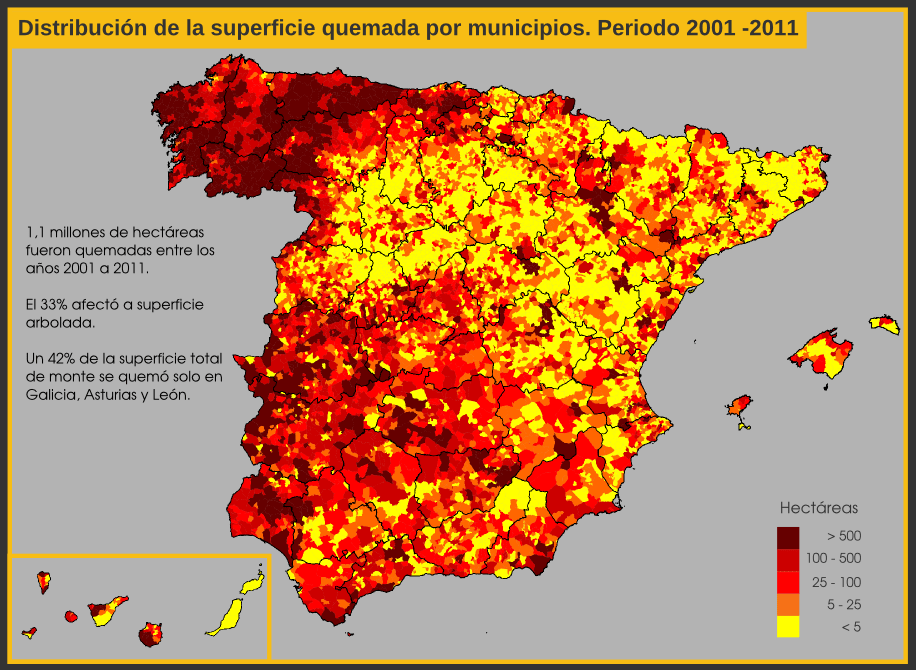 Distribución de la superficie quemada por municipios. Periodo 2001 -2011
1,1 millones de hectáreas
fueron quemadas entre los
años 2001 a 2011.
El 33% afectó a superficie
arbolada.
Un 42% de la superficie total
de monte se quemó solo en
Galicia, Asturias y León.
Hectáreas
> 500
100 - 500
25 - 100
5 - 25
< 5